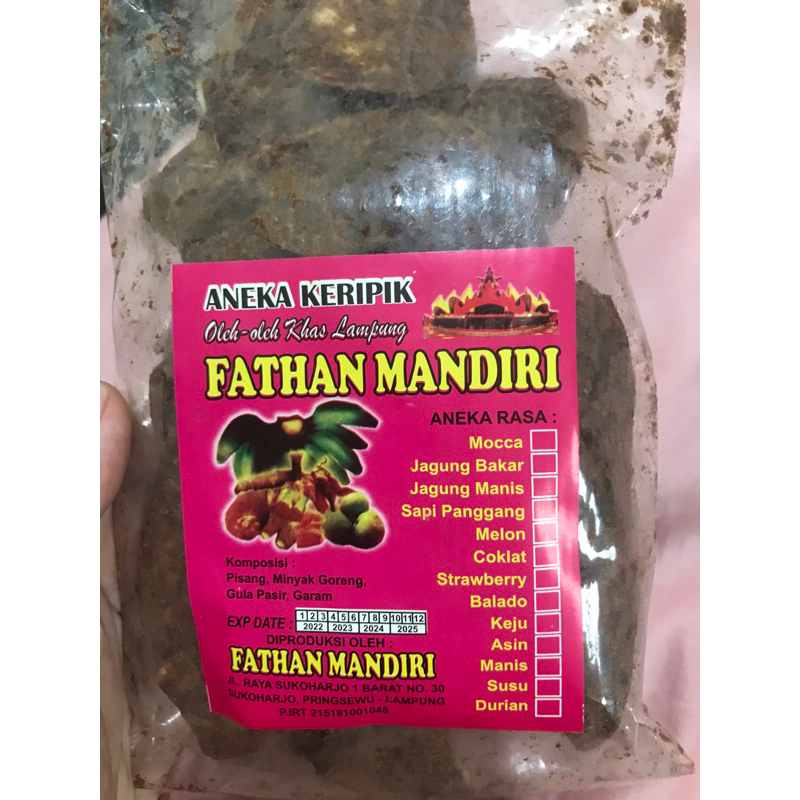 ANEKA KERIPIK
Oleh-oleh Khas Lampung
FATHAN MANDIRI
ANEKA RASA :
Mocca
Jagung Bakar
Jagung Manis
Sapi Panggang
Melon
Coklat
Strawberry
Balado
Keju
Asin
Manis
Susu
Durian
Komposisi :
Pisang, Minyak Goreng,
Gula Pasir, Garam
EXP DATE : 1 2 3 4 5 6 7 8 9 10 11 12
2022 2023 2024 2025
DIPRODUKSI OLEH :
FATHAN MANDIRI
JL. RAYA SUKOHARJO 1 BARAT NO. 30
SUKOHARJO, PRINGSEWU - LAMPUNG
P.IRT 215181001048